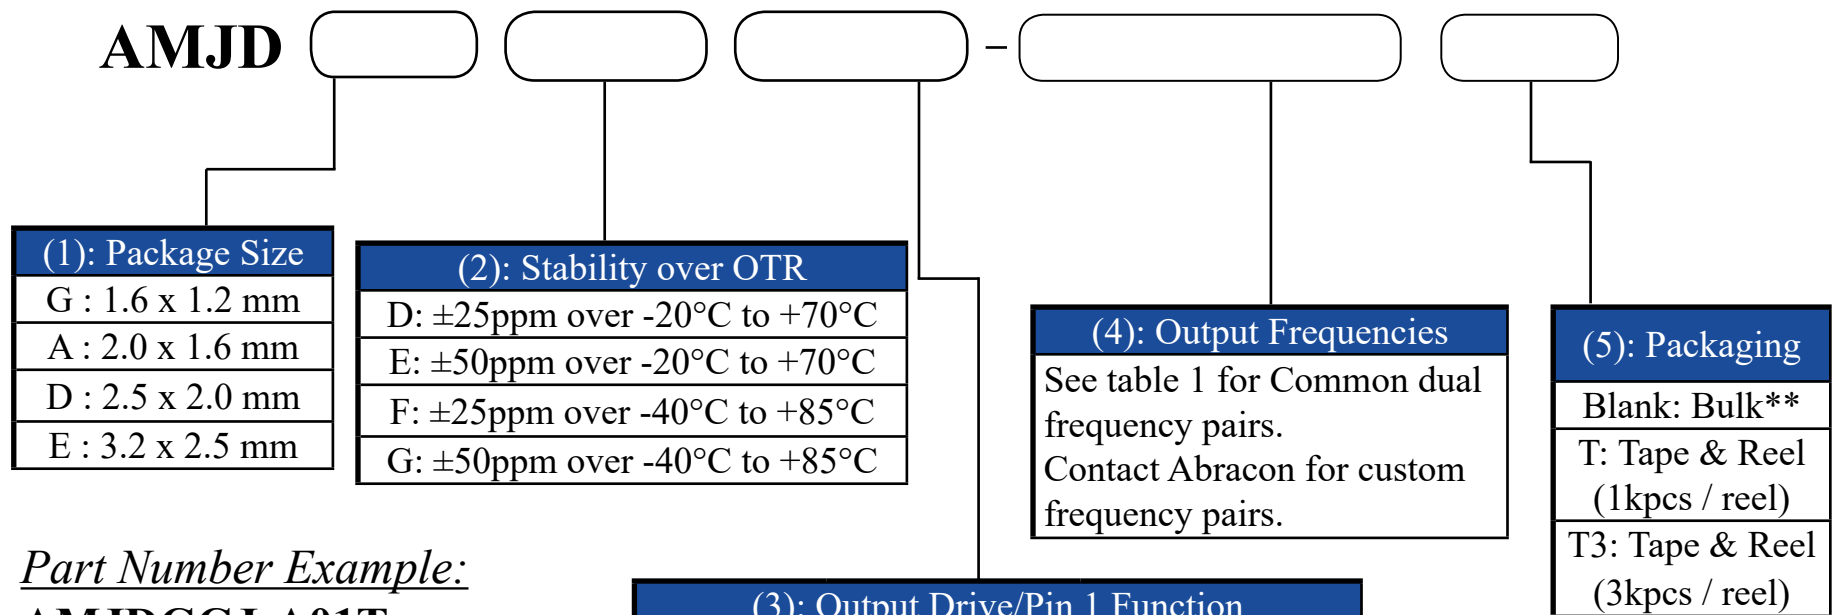 AMJD –
(1): Package Size
G : 1.6 x 1.2 mm
A : 2.0 x 1.6 mm
D : 2.5 x 2.0 mm
E : 3.2 x 2.5 mm
(2): Stability over OTR
D: ±25ppm over -20°C to +70°C
E: ±50ppm over -20°C to +70°C
F: ±25ppm over -40°C to +85°C
G: ±50ppm over -40°C to +85°C
(4): Output Frequencies
See table 1 for Common dual
frequency pairs.
Contact Abracon for custom
frequency pairs.
(5): Packaging
Blank: Bulk**
T: Tape & Reel
(1kpcs / reel)
T3: Tape & Reel
(3kpcs / reel)
Part Number Example:
(3): Output Drive/Pin 1 Function